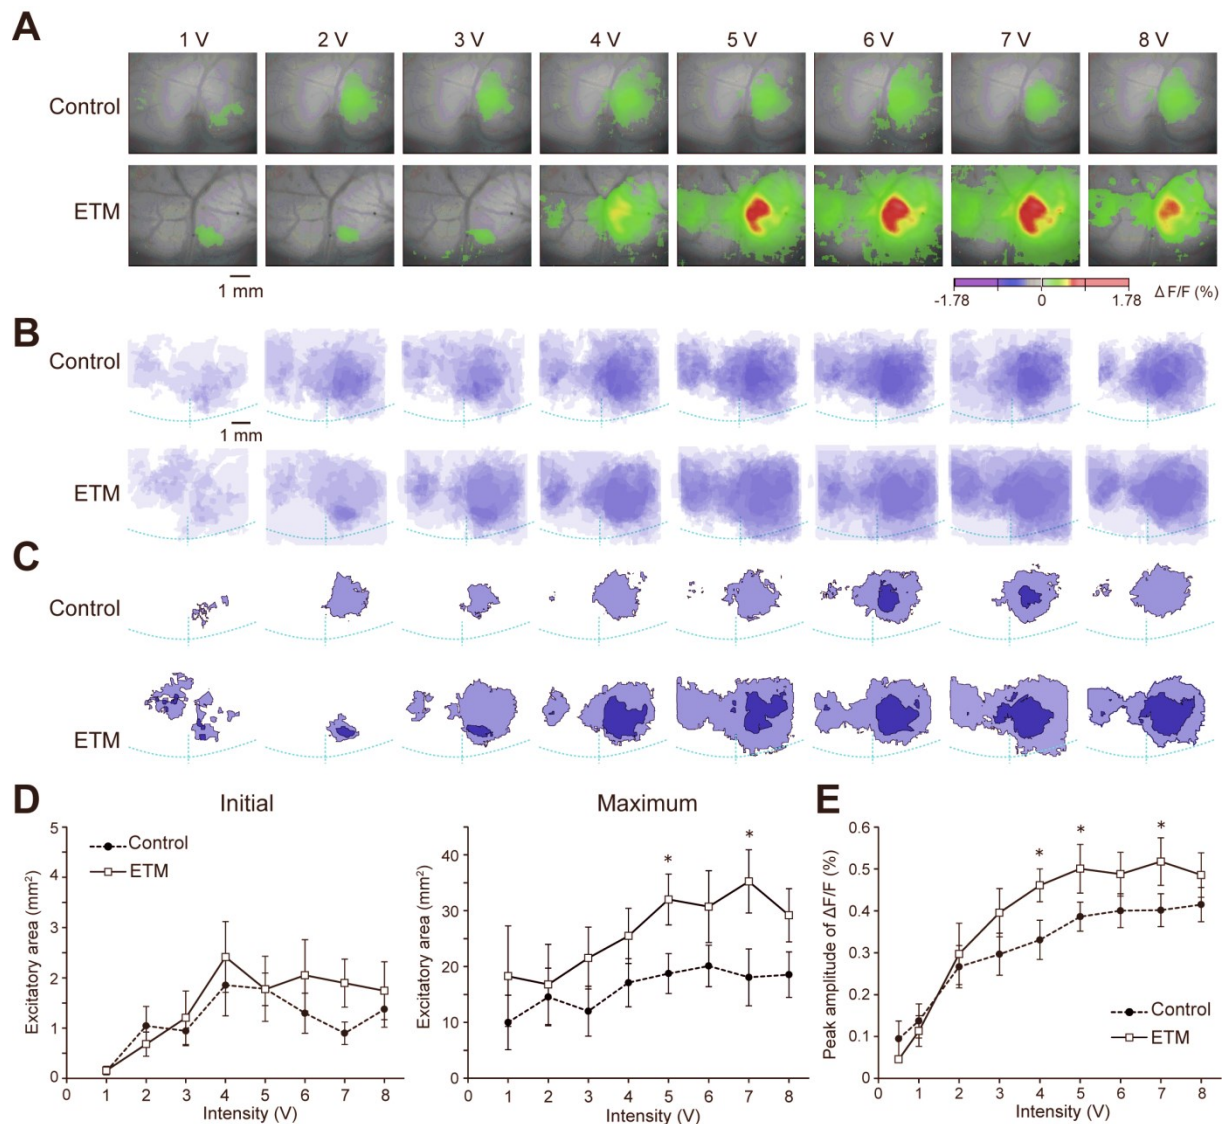 A
1 V 2 V 3 V 4 V 5 V 6 V 7 V 8 V
Control
ETM
1 mm
-1.78 0 1.78 Δ F/F (%)
B
Control
1 mm
ETM
C
Control
ETM
D
Initial
Excitatory area (mm²)
5
4
3
2
1
0
0 1 2 3 4 5 6 7 8
Intensity (V)
Control
ETM
Maximum
Excitatory area (mm²)
40
30
20
10
0
0 1 2 3 4 5 6 7 8
Intensity (V)
* *
E
Peak amplitude of ΔF/F (%)
0.6
0.5
0.4
0.3
0.2
0.1
0
0 1 2 3 4 5 6 7 8
Intensity (V)
* * *
Control
ETM